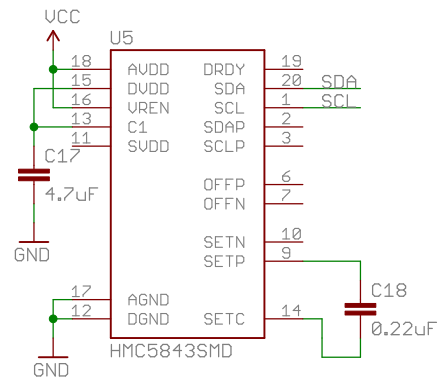 VCC
U5
18 AVDD DRDY 19
15 DVDD SDA 20 SDA
16 VREN SCL 1 SCL
13 C1 SDAP 2
11 SVDD SCLP 3
C17
4.7uF
OFFP 6
OFFN 7
GND
SETN 10
SETP 9
17 AGND
C18
12 DGND SETC 14
0.22uF
HMC5843SMD
GND